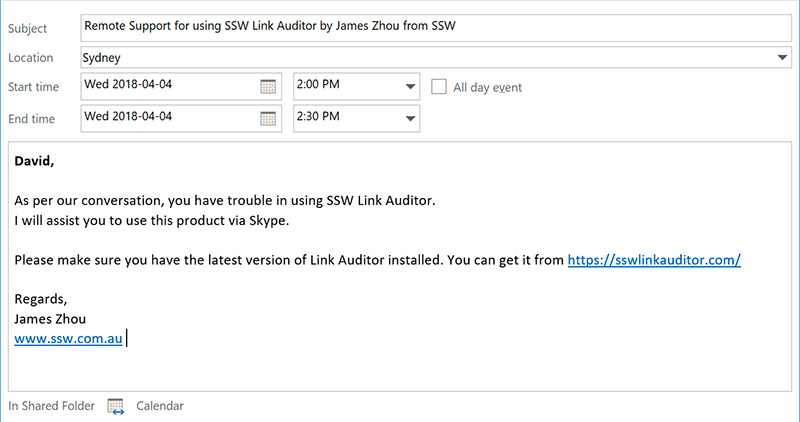 Subject Remote Support for using SSW Link Auditor by James Zhou from SSW
Location Sydney
Start time Wed 2018-04-04 2:00 PM All day event
End time Wed 2018-04-04 2:30 PM
David,
As per our conversation, you have trouble in using SSW Link Auditor.
I will assist you to use this product via Skype.
Please make sure you have the latest version of Link Auditor installed. You can get it from https://sswlinkauditor.com/
Regards,
James Zhou
www.ssw.com.au
In Shared Folder Calendar